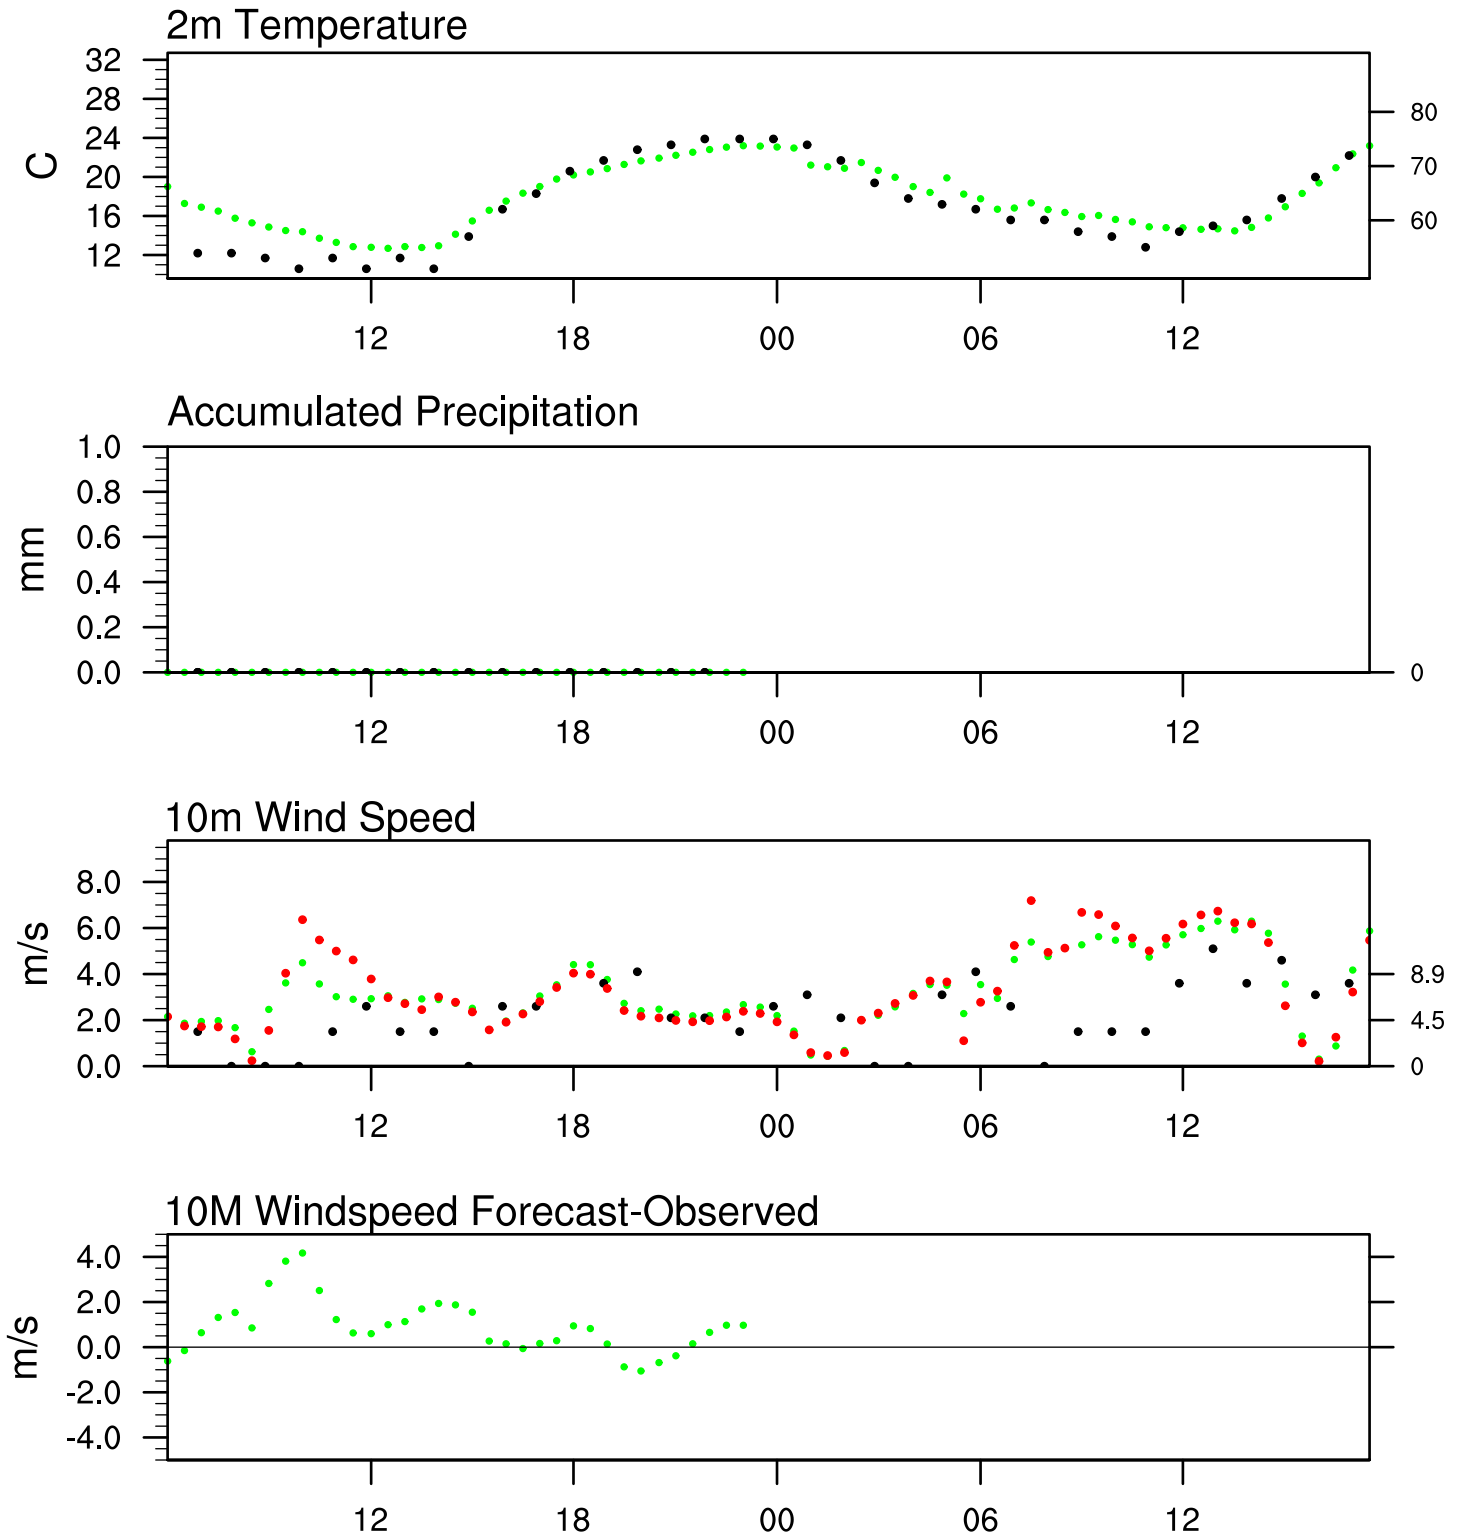 2m Temperature
32
28
24
20
16
12
C
80
70
60
12 18 00 06 12
Accumulated Precipitation
1.0
0.8
0.6
0.4
0.2
0.0
mm
0
12 18 00 06 12
10m Wind Speed
8.0
6.0
4.0
2.0
0.0
m/s
8.9
4.5
0
12 18 00 06 12
10M Windspeed Forecast-Observed
4.0
2.0
0.0
-2.0
-4.0
m/s
12 18 00 06 12